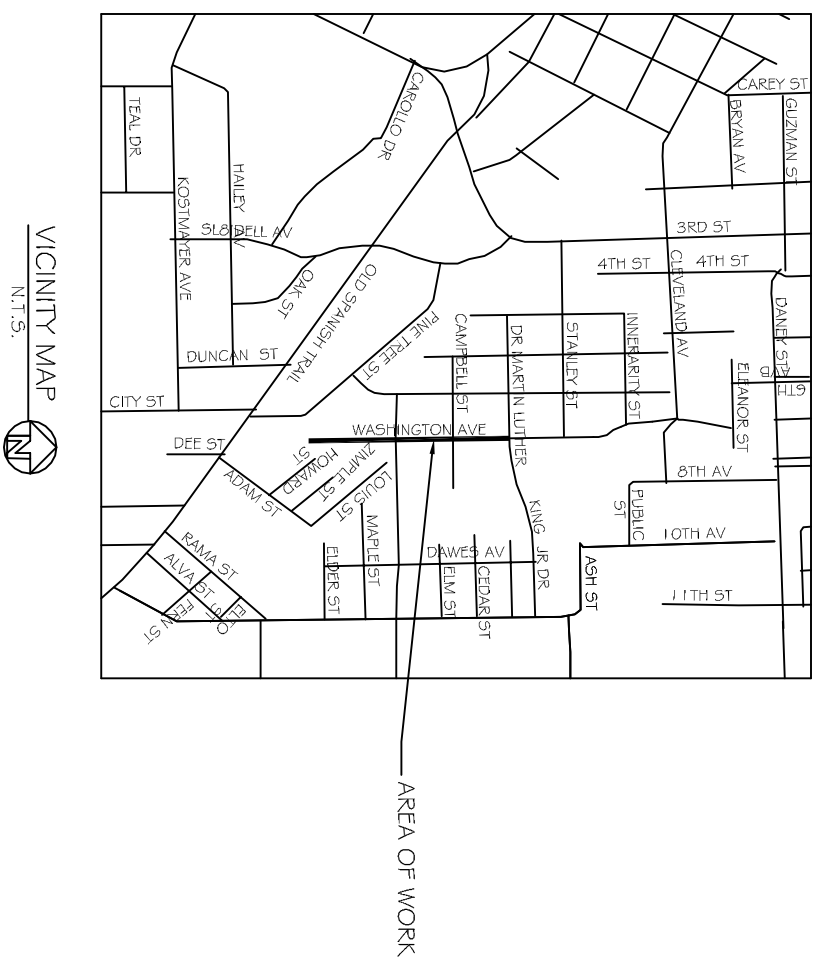 CAREY ST
GUZMAN ST
BRYAN AV
TEAL DR
CAROLLO DR
HAILEY AV
KOSTMAYER AVE
SL8IDELL AV
3RD ST
4TH ST
4TH ST
CLEVELAND AV
OAK ST
OLD SPANISH TRAIL
PINE TREE ST
CAMPBELL ST
DR MARTIN LUTHER
KING
JR DR
STANLEY ST
INNERARITY ST
DANEY ST
6TH AVD
ELEANOR ST
DUNCAN ST
CITY ST
DEE ST
WASHINGTON AVE
HOWARD ST
ZIMPLE ST
LOUIS ST
ADAM ST
8TH AV
PUBLIC ST
10TH AV
11TH ST
MAPLE ST
DAWES AV
ELDER ST
ELM ST
CEDAR ST
ASH ST
RAMA ST
ALVA ST
FERN ST
VICINITY MAP
N.T.S.
N
AREA OF WORK